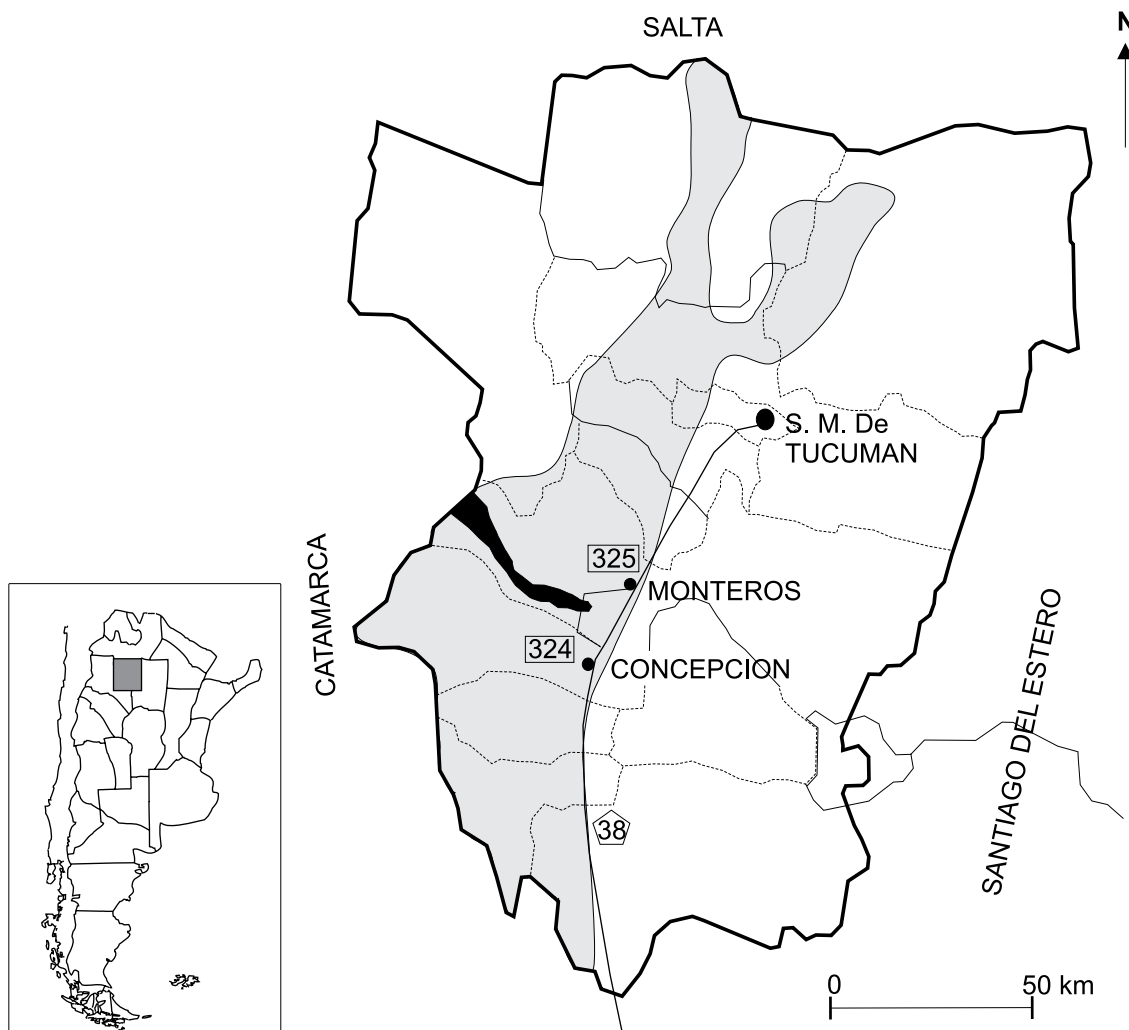 SALTA
N
S. M. De
TUCUMAN
325
MONTEROS
CATAMARCA
324
CONCEPCION
SANTIAGO DEL ESTERO
38
0
50 km